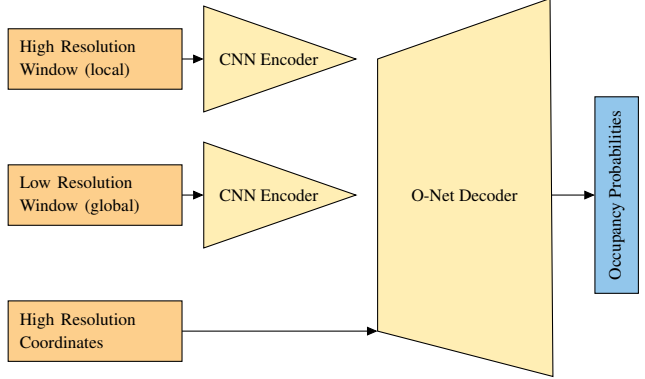 High Resolution
Window (local)
CNN Encoder
Low Resolution
Window (global)
CNN Encoder
O-Net Decoder
Occupancy Probabilities
High Resolution
Coordinates